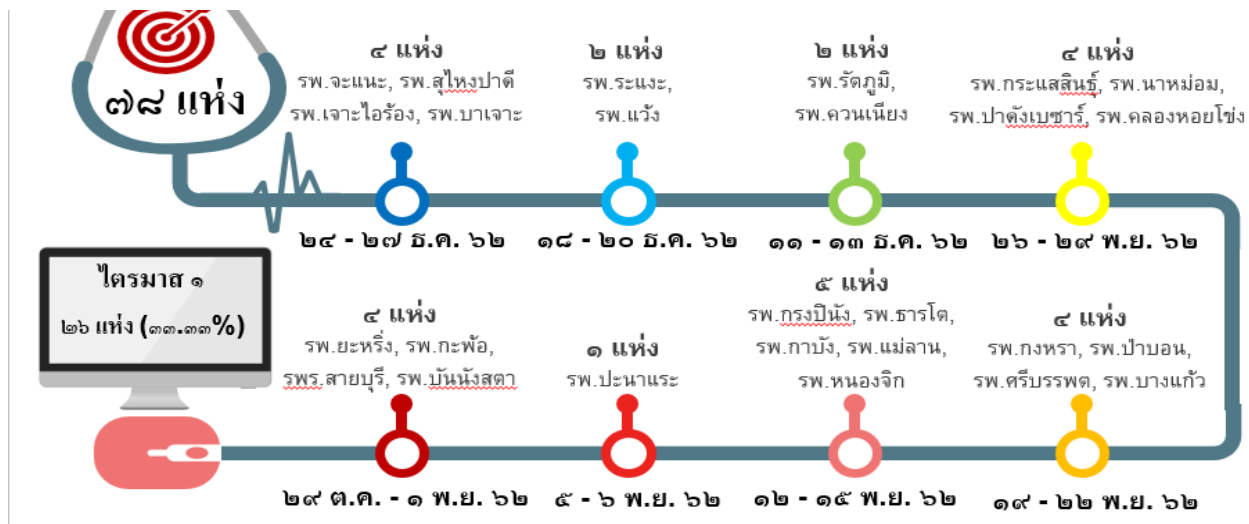 ๗๘ แห่ง
๔ แห่ง
รพ.จะแนะ, รพ.สุไหงปาดี
รพ.เจาะไอร้อง, รพ.บาเจาะ
๒๔ - ๒๗ ธ.ค. ๖๒
๒ แห่ง
รพ.ระแงะ,
รพ.แว้ง
๑๘ - ๒๐ ธ.ค. ๖๒
๒ แห่ง
รพ.รัตภูมิ,
รพ.ควนเนียง
๑๑ - ๑๓ ธ.ค. ๖๒
๔ แห่ง
รพ.กระแสสินธุ์, รพ.นาหม่อม,
รพ.ปาดังเบซาร์, รพ.คลองหอยโข่ง
๒๖ - ๒๙ พ.ย. ๖๒
ไตรมาส ๑
๒๖ แห่ง (๓๓.๓๓%)
๔ แห่ง
รพ.ยะหริ่ง, รพ.กะพ้อ,
รพร.สายบุรี, รพ.บันนังสตา
๒๙ ต.ค. - ๑ พ.ย. ๖๒
๑ แห่ง
รพ.ปะนาแระ
๕ - ๖ พ.ย. ๖๒
๕ แห่ง
รพ.กรงปินัง, รพ.ธารโต,
รพ.กาบัง, รพ.แม่ลาน,
รพ.หนองจิก
๑๒ - ๑๕ พ.ย. ๖๒
๔ แห่ง
รพ.กงหรา, รพ.ป่าบอน,
รพ.ศรีบรรพต, รพ.บางแก้ว
๑๙ - ๒๒ พ.ย. ๖๒